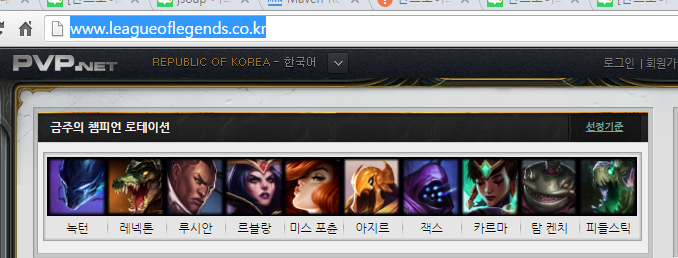 www.leagueoflegends.co.kr
PVP.NET REPUBLIC OF KOREA - 한국어 로그인 | 회원가
금주의 챔피언 로테이션 선정기준
녹턴 레넥톤 루시안 르블랑 미스 포츈 아지르 잭스 카르마 탐 켄치 피들스틱